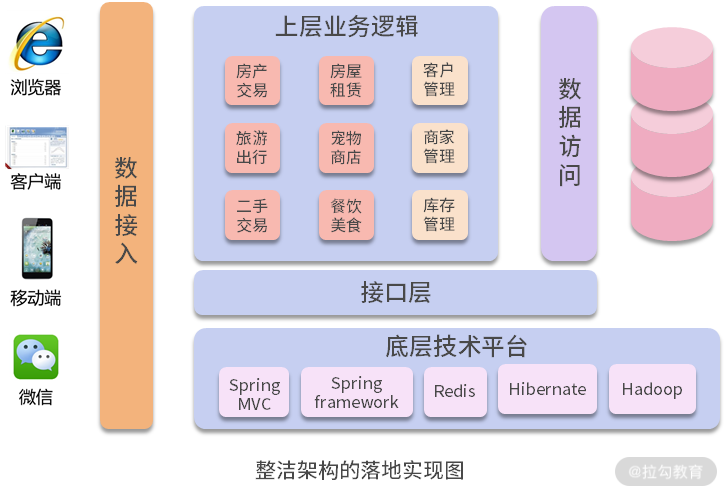 浏览器
客户端
移动端
微信
数据接入
上层业务逻辑
房产
交易
房屋
租赁
客户
管理
旅游
出行
宠物
商店
商家
管理
二手
交易
餐饮
美食
库存
管理
数据访问
接口层
底层技术平台
Spring
MVC
Spring
framework
Redis
Hibernate
Hadoop
整洁架构的落地实现图
@拉勾教育